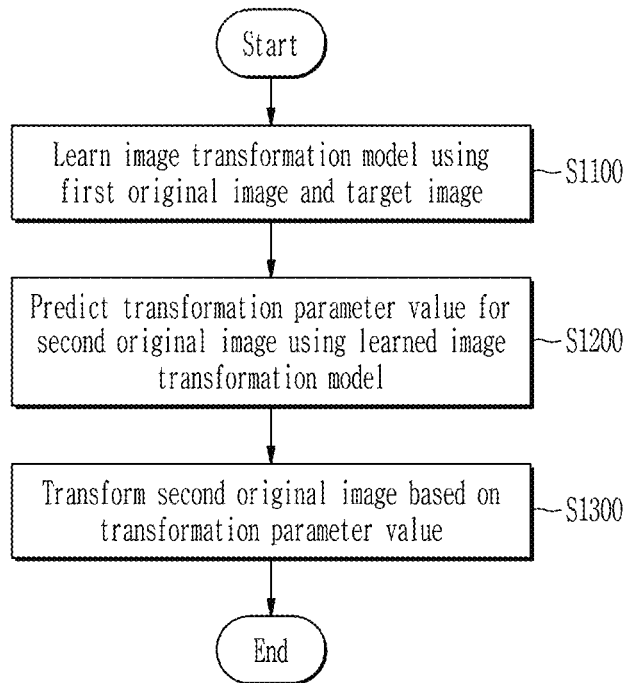 Start
Learn image transformation model using
first original image and target image
S1100
Predict transformation parameter value for
second original image using learned image
transformation model
S1200
Transform second original image based on
transformation parameter value
S1300
End